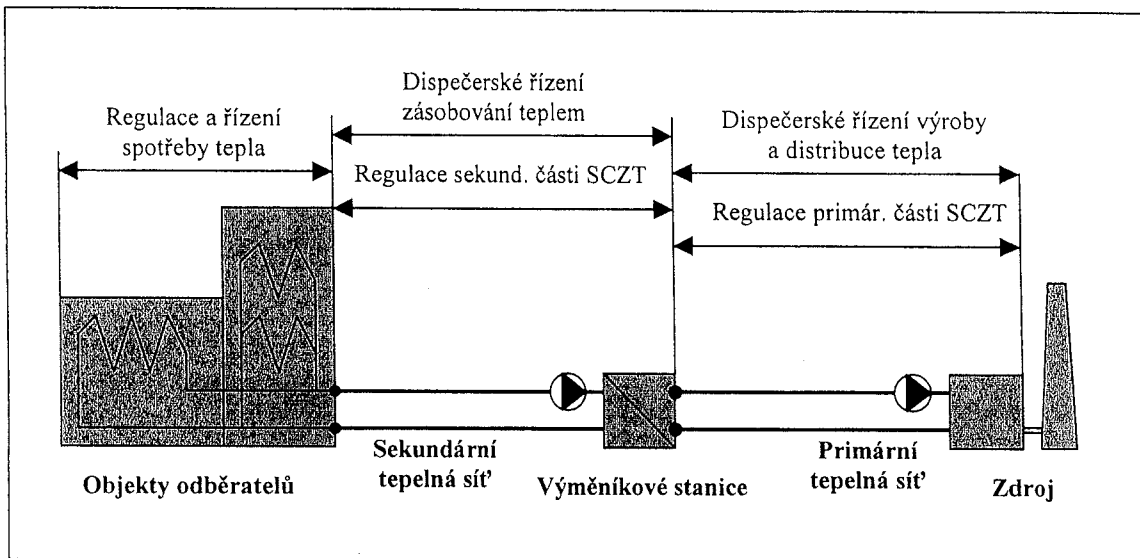 Regulace a řízení
spotřeby tepla
Dispečerské řízení
zásobování teplem
Regulace sekund. části SCZT
Dispečerské řízení výroby
a distribuce tepla
Regulace primár. části SCZT
Objekty odběratelů
Sekundární
tepelná síť
Výměníkové stanice
Primární
tepelná síť
Zdroj